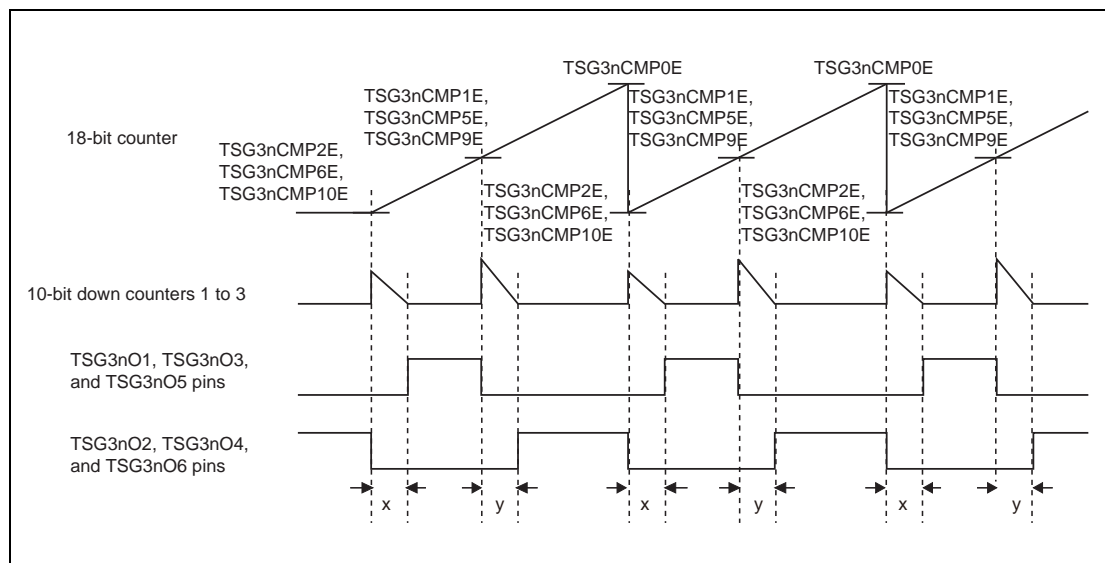 TSG3nCMP0E
TSG3nCMP0E
TSG3nCMP1E,
TSG3nCMP5E,
TSG3nCMP9E
TSG3nCMP1E,
TSG3nCMP5E,
TSG3nCMP9E
TSG3nCMP1E,
TSG3nCMP5E,
TSG3nCMP9E
18-bit counter
TSG3nCMP2E,
TSG3nCMP6E,
TSG3nCMP10E
TSG3nCMP2E,
TSG3nCMP6E,
TSG3nCMP10E
TSG3nCMP2E,
TSG3nCMP6E,
TSG3nCMP10E
10-bit down counters 1 to 3
TSG3nO1, TSG3nO3,
and TSG3nO5 pins
TSG3nO2, TSG3nO4,
and TSG3nO6 pins
x
y
x
y
x
y